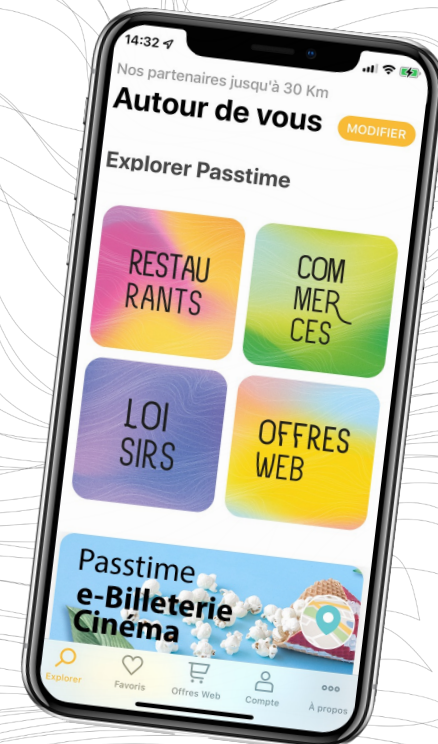 14:32
Nos partenaires jusqu'à 30 Km
Autour de vous
MODIFIER
Explorer Passtime
RESTAU
RANTS
COM
MER
CES
LOI
SIRS
OFFRES
WEB
Passtime
e-Billeterie
Cinéma
Explorer
Favoris
Offres Web
Compte
À propos